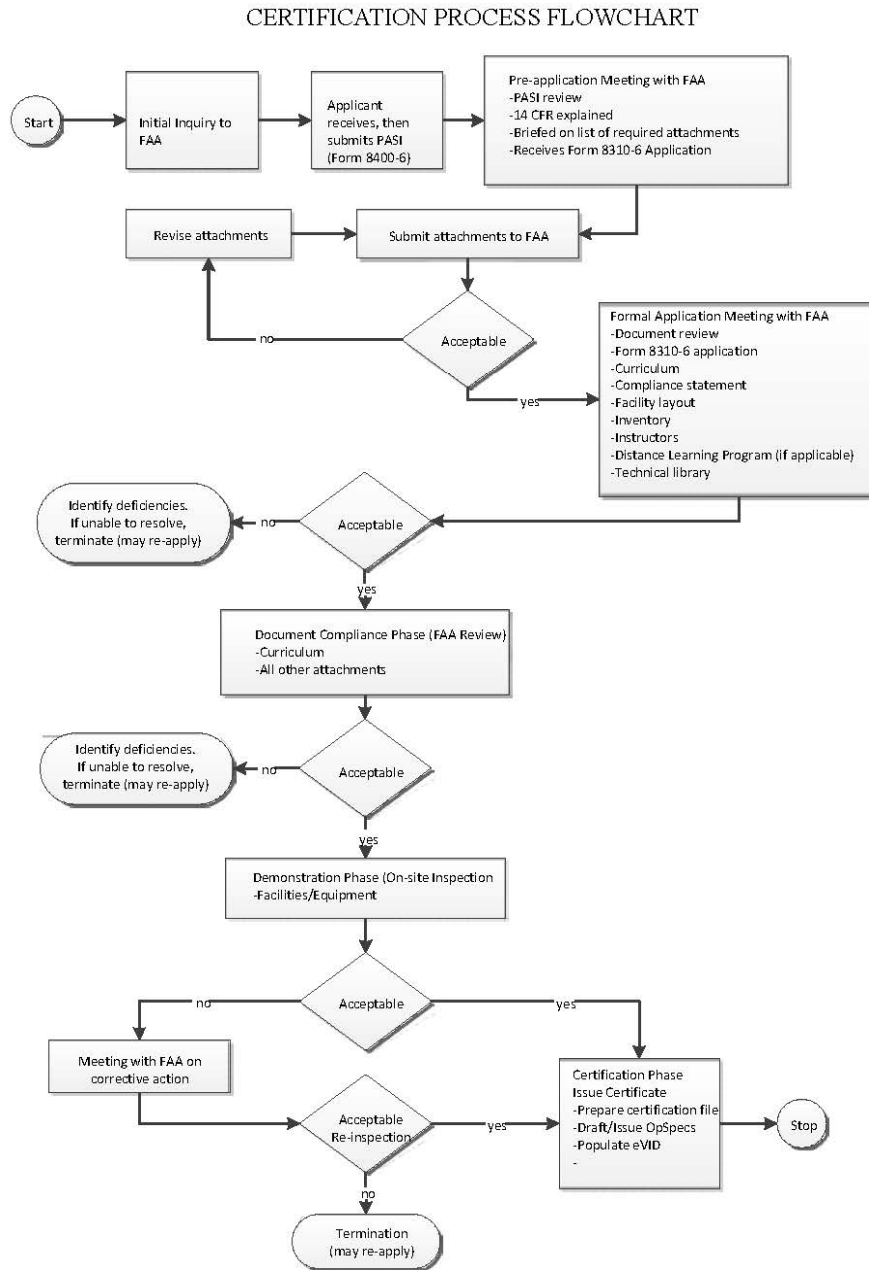 CERTIFICATION PROCESS FLOWCHART
Start
Initial Inquiry to
FAA
Applicant
receives, then
submits PASI
(Form 8400-6)
Pre-application Meeting with FAA
-PASI review
-14 CFR explained
-Briefed on list of required attachments
-Receives Form 8310-6 Application
Revise attachments
Submit attachments to FAA
Acceptable
no
yes
Formal Application Meeting with FAA
-Document review
-Form 8310-6 application
-Curriculum
-Compliance statement
-Facility layout
-Inventory
-Instructors
-Distance Learning Program (if applicable)
-Technical library
Identify deficiencies.
If unable to resolve,
terminate (may re-apply)
no
Acceptable
yes
Document Compliance Phase (FAA Review)
-Curriculum
-All other attachments
Identify deficiencies.
If unable to resolve,
terminate (may re-apply)
no
Acceptable
yes
Demonstration Phase (On-site Inspection
-Facilities/Equipment
no
Acceptable
yes
Meeting with FAA on
corrective action
Acceptable
Re-inspection
yes
Certification Phase
Issue Certificate
-Prepare certification file
-Draft/Issue OpSpecs
-Populate eVID
-
Stop
no
Termination
(may re-apply)